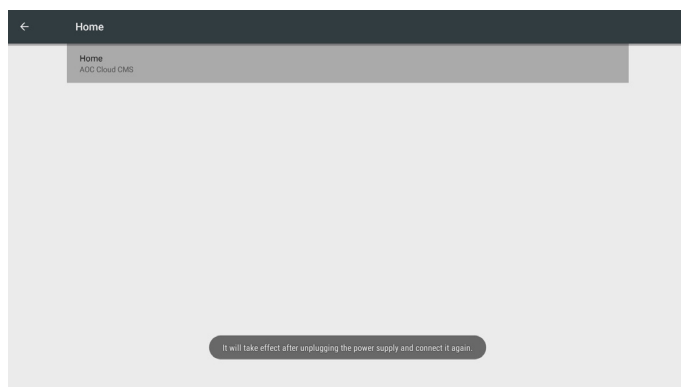 Home
Home
AOC Cloud CMS
It will take effect after unplugging the power supply and connect it again.